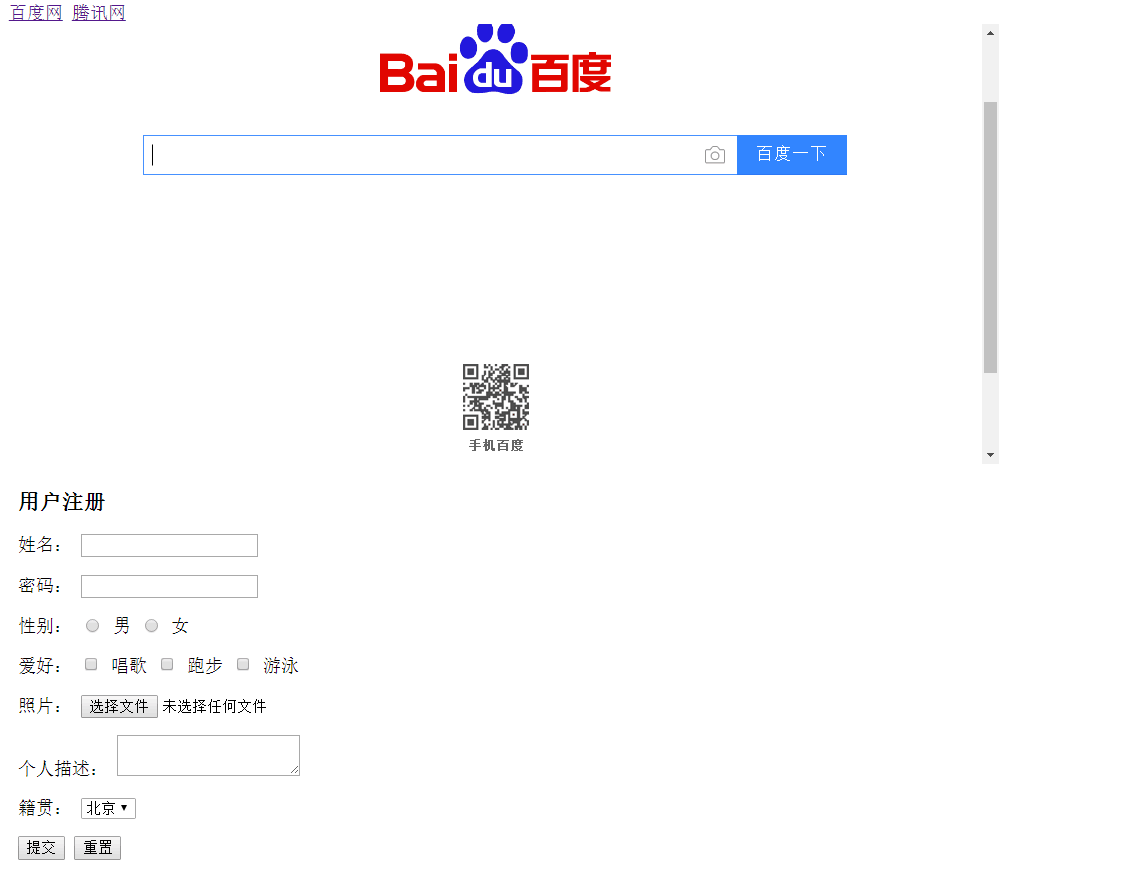 百度网 腾讯网
Baidu百度
百度一下
手机百度
用户注册
姓名：
密码：
性别： 男 女
爱好： 唱歌 跑步 游泳
照片： 选择文件 未选择任何文件
个人描述：
籍贯： 北京
提交 重置